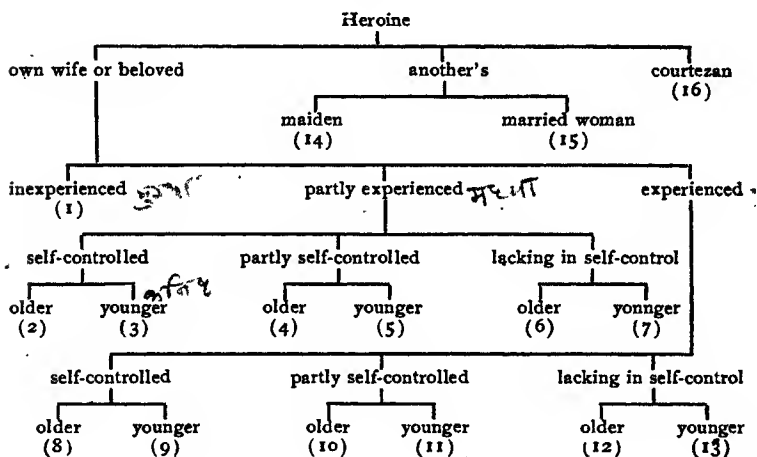 Heroine
own wife or beloved another's courtezan
(16)
maiden married woman
(14) (15)
inexperienced partly experienced मध्या experienced
(1)
self-controlled partly self-controlled lacking in self-control
older younger older younger older yonnger
(2) (3) (4) (5) (6) (7)
self-controlled partly self-controlled lacking in self-control
older younger older younger older younger
(8) (9) (10) (11) (12) (13)